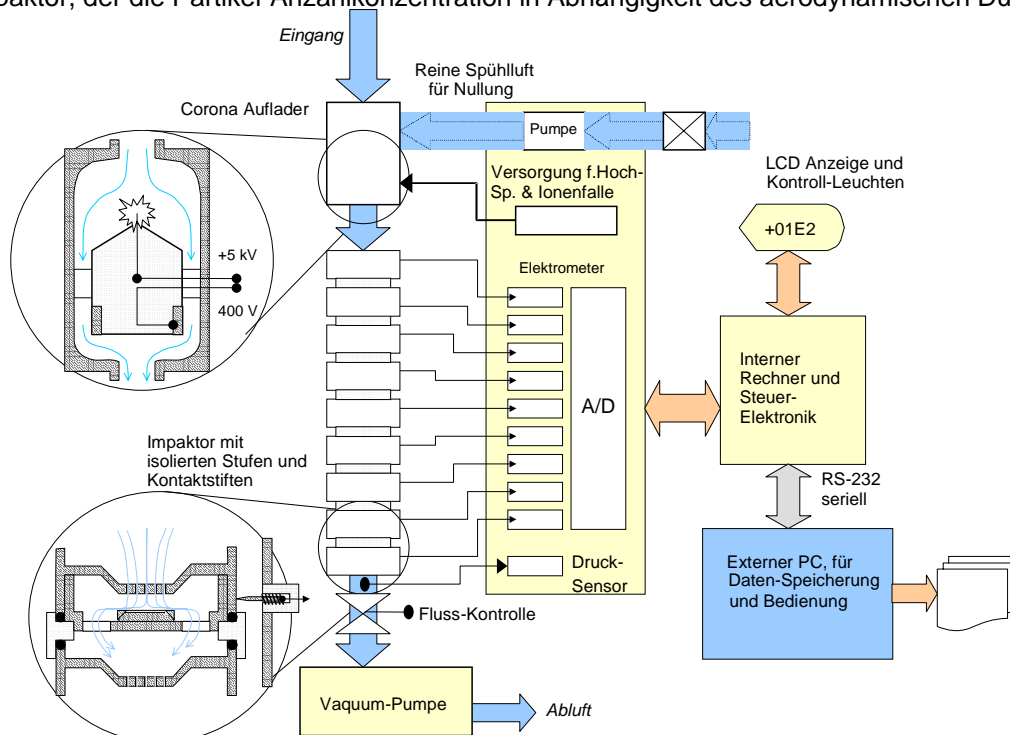 paktor, der die Partikel Anzahlkonzentration in Abhängigkeit des aerodynamischen Du
Eingang
Reine Spühlluft
für Nullung
Corona Auflader
Pumpe
LCD Anzeige und
Kontroll-Leuchten
Versorgung f.Hoch-
Sp. & Ionenfalle
+01E2
+5 kV
400 V
Elektrometer
A/D
Interner
Rechner und
Steuer-
Elektronik
Impaktor mit
isolierten Stufen und
Kontaktstiften
RS-232
seriell
Druck-
Sensor
Externer PC, für
Daten-Speicherung
und Bedienung
Fluss-Kontrolle
Vaquum-Pumpe
Abluft